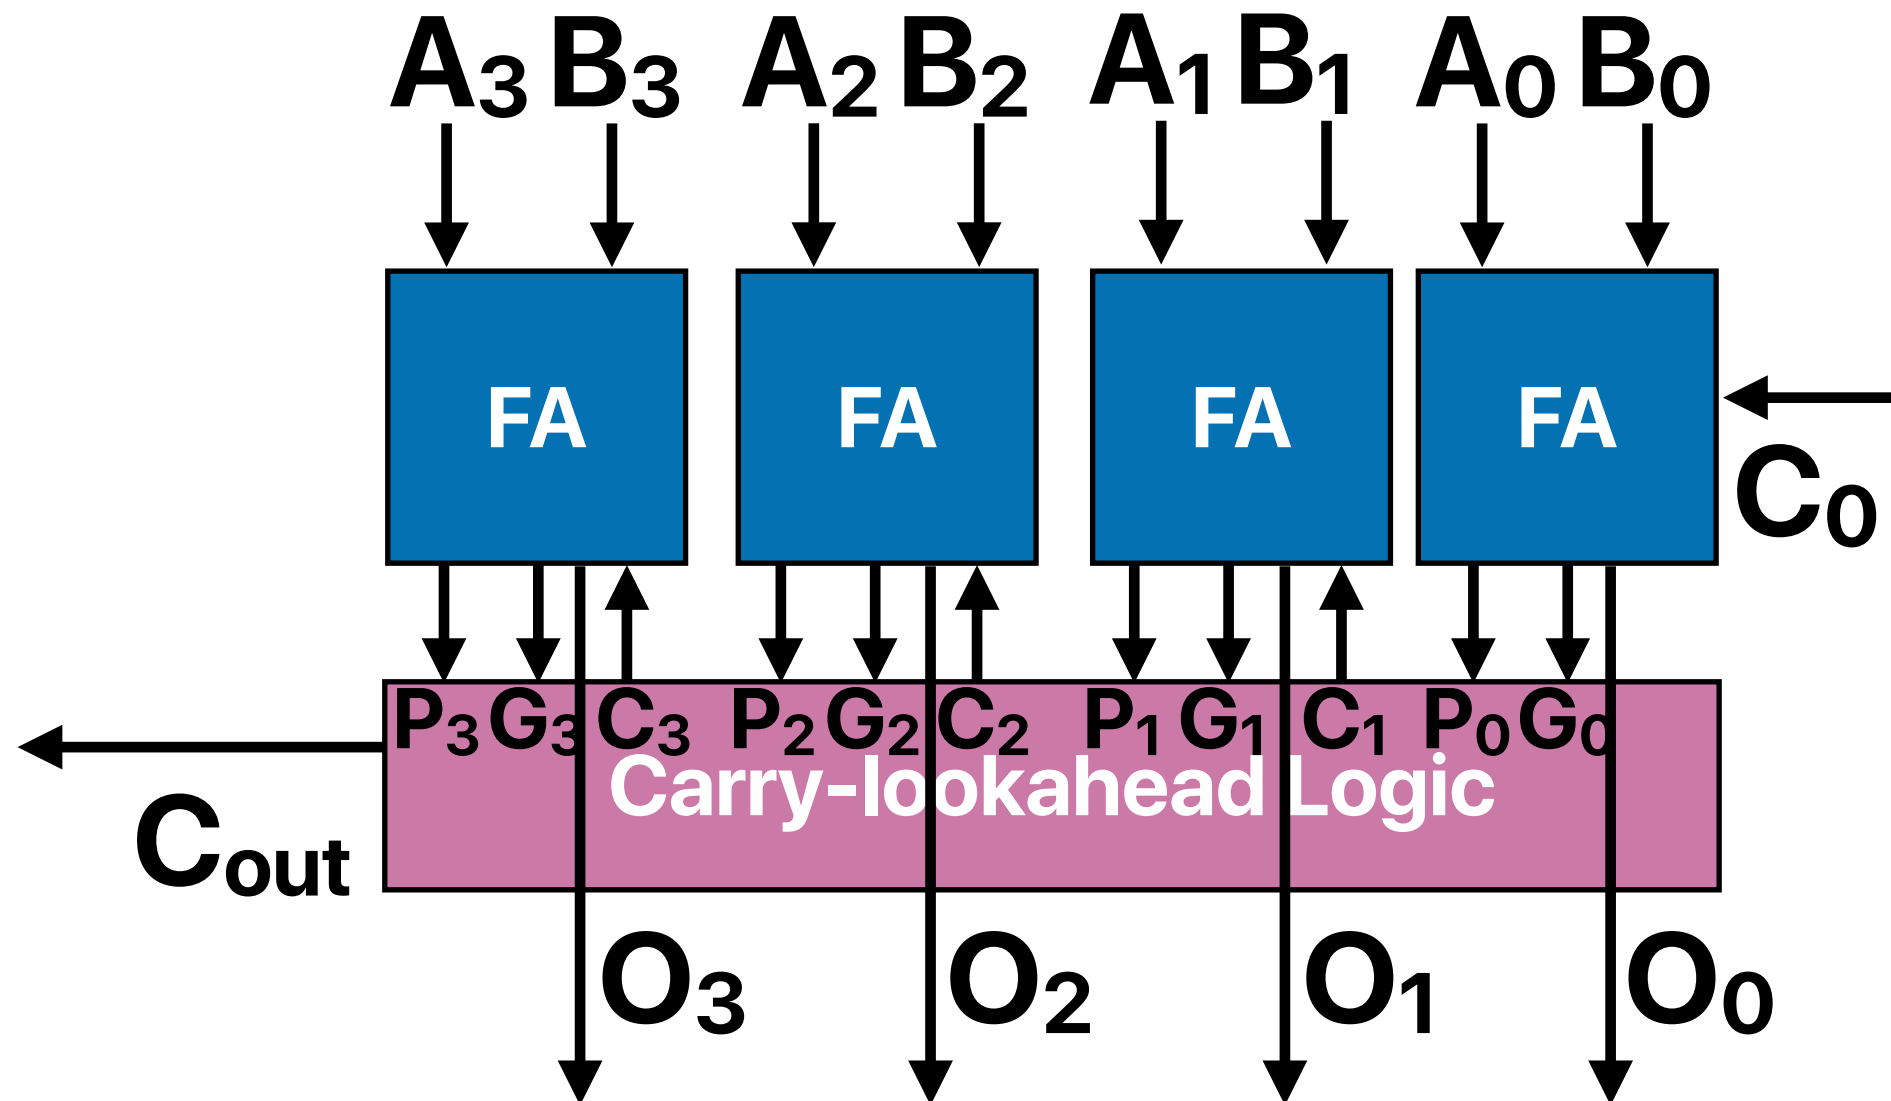 A3 B3 A2 B2 A1 B1 A0 B0
FA FA FA FA
C0
P3 G3 C3 P2 G2 C2 P1 G1 C1 P0 G0
Carry-lookahead Logic
Cout
O3 O2 O1 O0